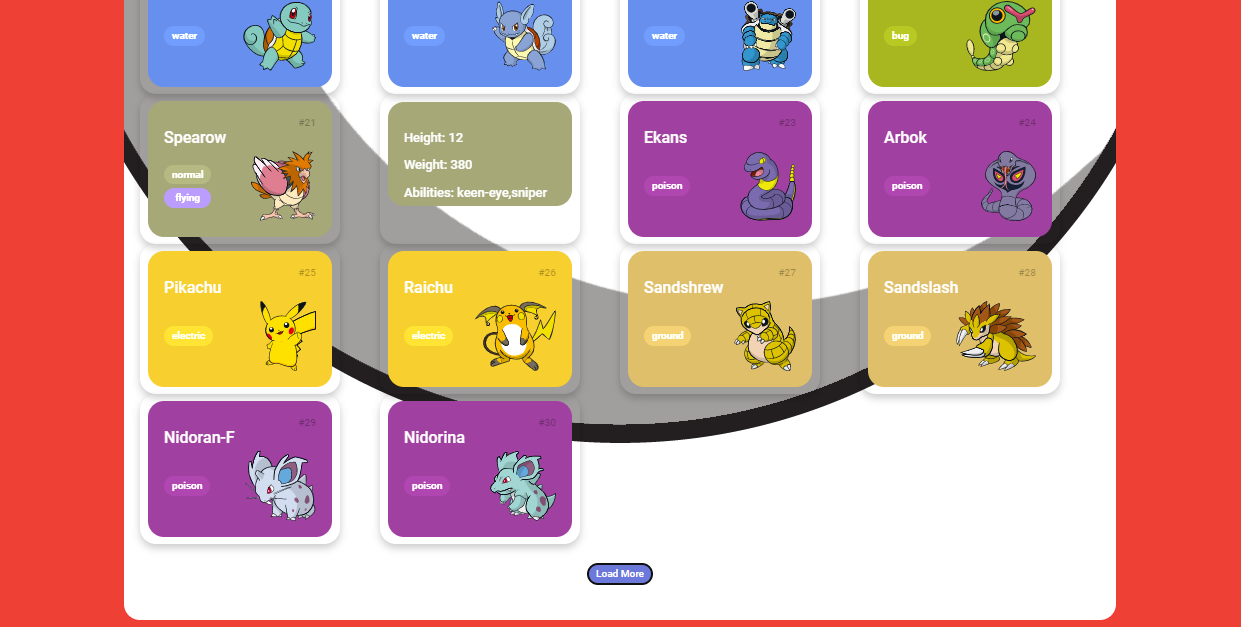 water
water
water
bug
#21
Spearow
normal
flying
Height: 12
Weight: 380
Abilities: keen-eye,sniper
#23
Ekans
poison
#24
Arbok
poison
#25
Pikachu
electric
#26
Raichu
electric
#27
Sandshrew
ground
#28
Sandslash
ground
#29
Nidoran-F
poison
#30
Nidorina
poison
Load More